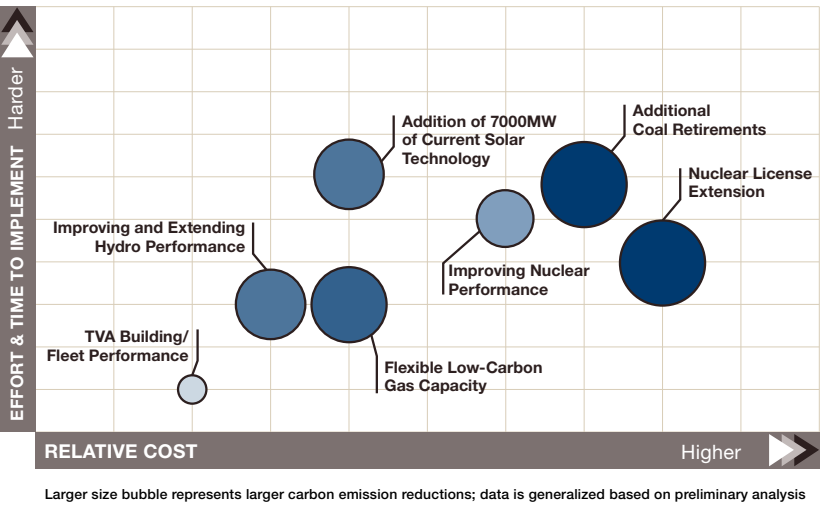 Harder
EFFORT & TIME TO IMPLEMENT
Addition of 7000MW
of Current Solar
Technology
Additional
Coal Retirements
Nuclear License
Extension
Improving and Extending
Hydro Performance
Improving Nuclear
Performance
TVA Building/
Fleet Performance
Flexible Low-Carbon
Gas Capacity
RELATIVE COST
Higher
Larger size bubble represents larger carbon emission reductions; data is generalized based on preliminary analysis